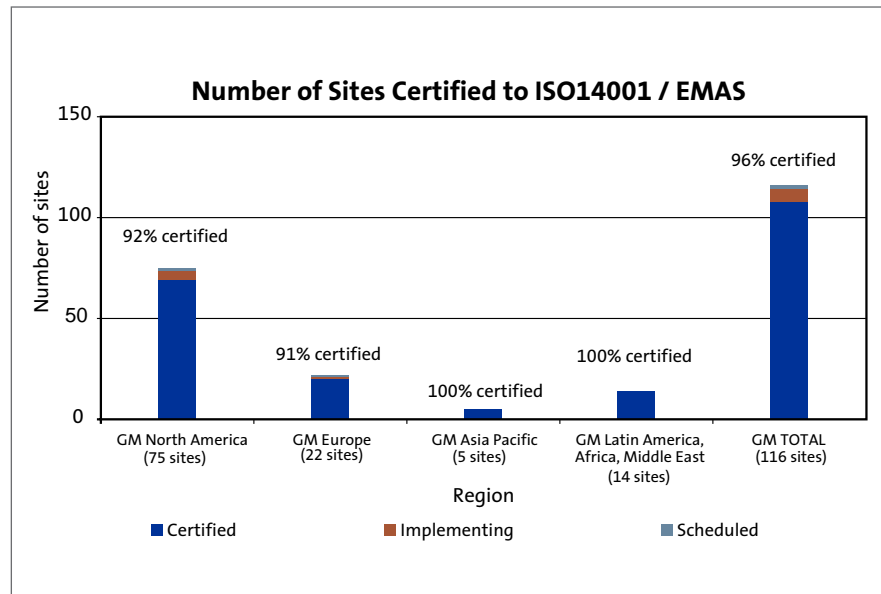 Number of Sites Certified to ISO14001 / EMAS
150
100
50
0
Number of sites
92% certified
91% certified
100% certified
100% certified
96% certified
GM North America
(75 sites)
GM Europe
(22 sites)
GM Asia Pacific
(5 sites)
GM Latin America,
Africa, Middle East
(14 sites)
GM TOTAL
(116 sites)
Region
Certified
Implementing
Scheduled